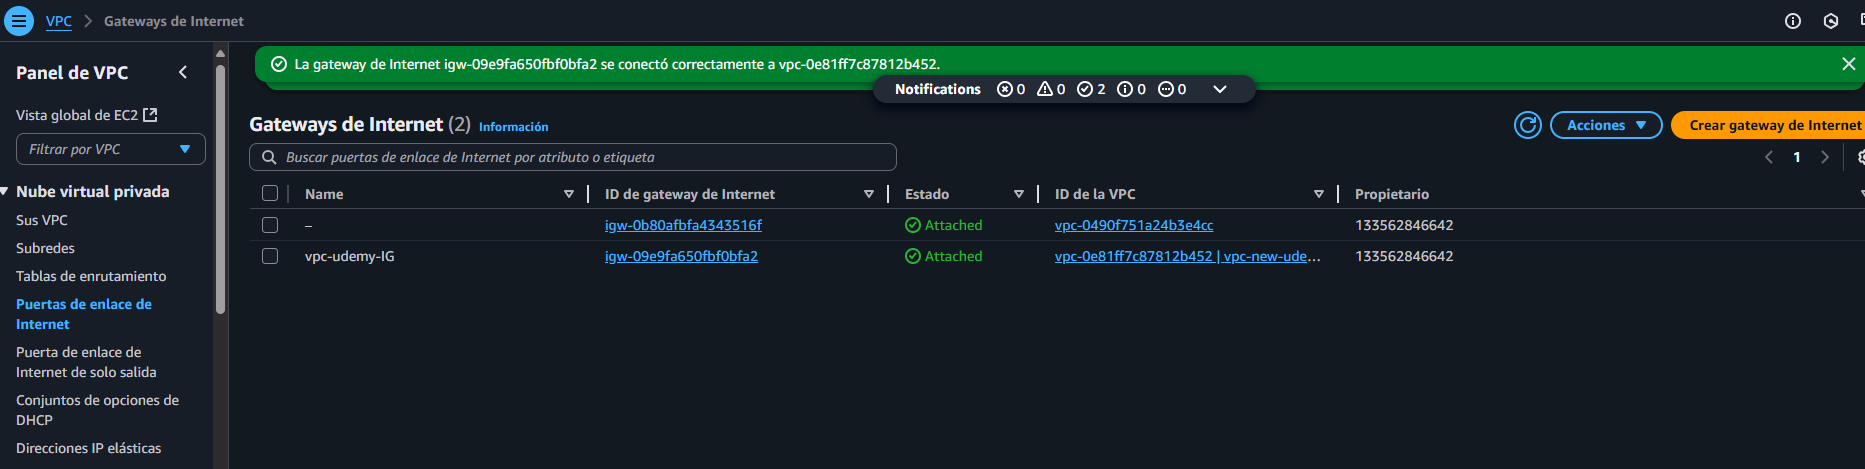 VPC > Gateways de Internet
Panel de VPC
Vista global de EC2
Filtrar por VPC
Nube virtual privada
Sus VPC
Subredes
Tablas de enrutamiento
Puertas de enlace de
Internet
Puerta de enlace de
Internet de solo salida
Conjuntos de opciones de
DHCP
Direcciones IP elásticas
La gateway de Internet igw-09e9fa650fbf0bfa2 se conectó correctamente a vpc-0e81ff7c87812b452.
Notifications 0 0 2 0 0
Gateways de Internet (2) Información
Acciones
Crear gateway de Internet
Buscar puertas de enlace de Internet por atributo o etiqueta
1
Name ID de gateway de Internet Estado ID de la VPC Propietario
– igw-0b80afbfa4343516f Attached vpc-0490f751a24b3e4cc 133562846642
vpc-udemy-IG igw-09e9fa650fbf0bfa2 Attached vpc-0e81ff7c87812b452 | vpc-new-ude... 133562846642